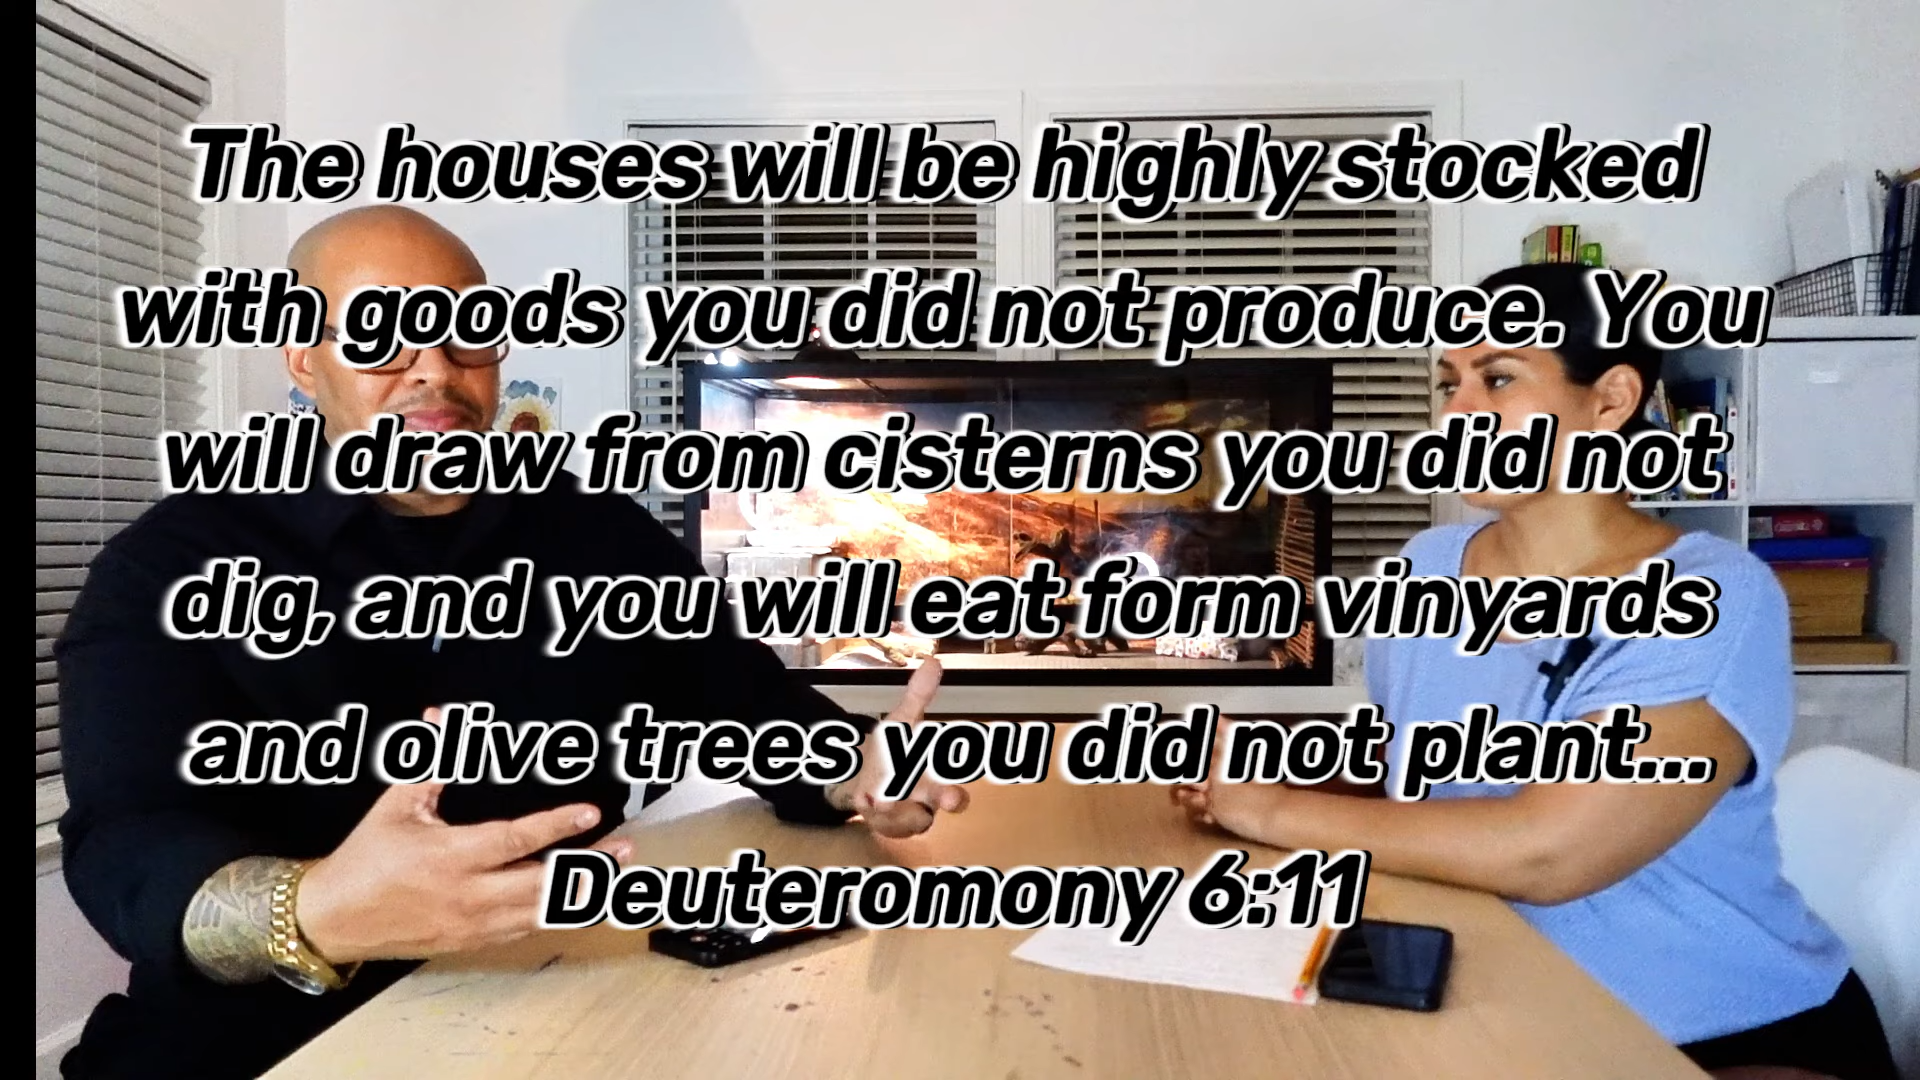 The houses will be highly stocked
with goods you did not produce. You
will draw from cisterns you did not
dig, and you will eat form vinyards
and olive trees you did not plant...
Deuteromony 6:11